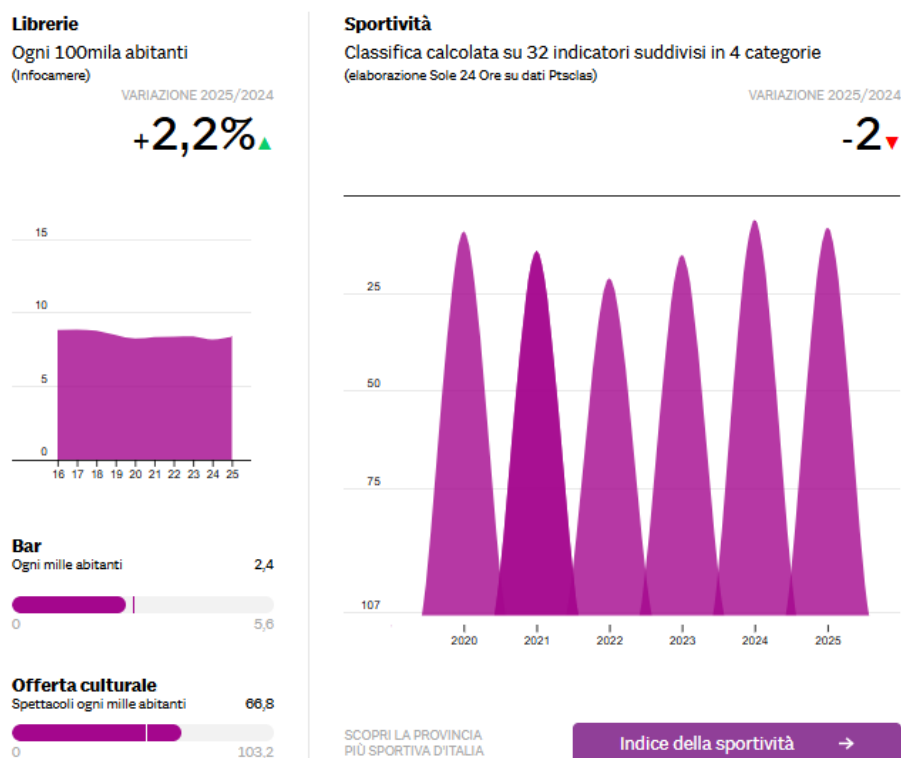 Librerie
Ogni 100mila abitanti
(Infocamere)
VARIAZIONE 2025/2024
+2,2%
15
10
5
0
16 17 18 19 20 21 22 23 24 25
Bar
Ogni mille abitanti 2,4
0 5,6
Offerta culturale
Spettacoli ogni mille abitanti 66,8
0 103,2
Sportività
Classifica calcolata su 32 indicatori suddivisi in 4 categorie
(elaborazione Sole 24 Ore su dati Ptsclas)
VARIAZIONE 2025/2024
-2
25
50
75
107
2020 2021 2022 2023 2024 2025
SCOPRI LA PROVINCIA
PIÙ SPORTIVA D'ITALIA
Indice della sportività →